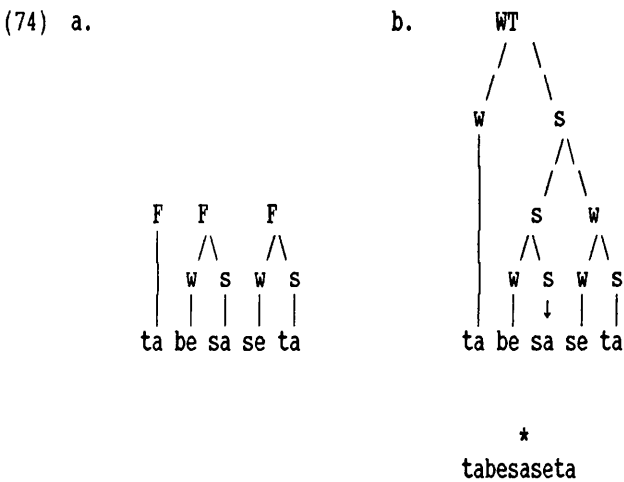 (74) a. b. WT
W S
F F F S W
W S W S W S W S
ta be sa se ta ta be sa se ta
*
tabesaseta